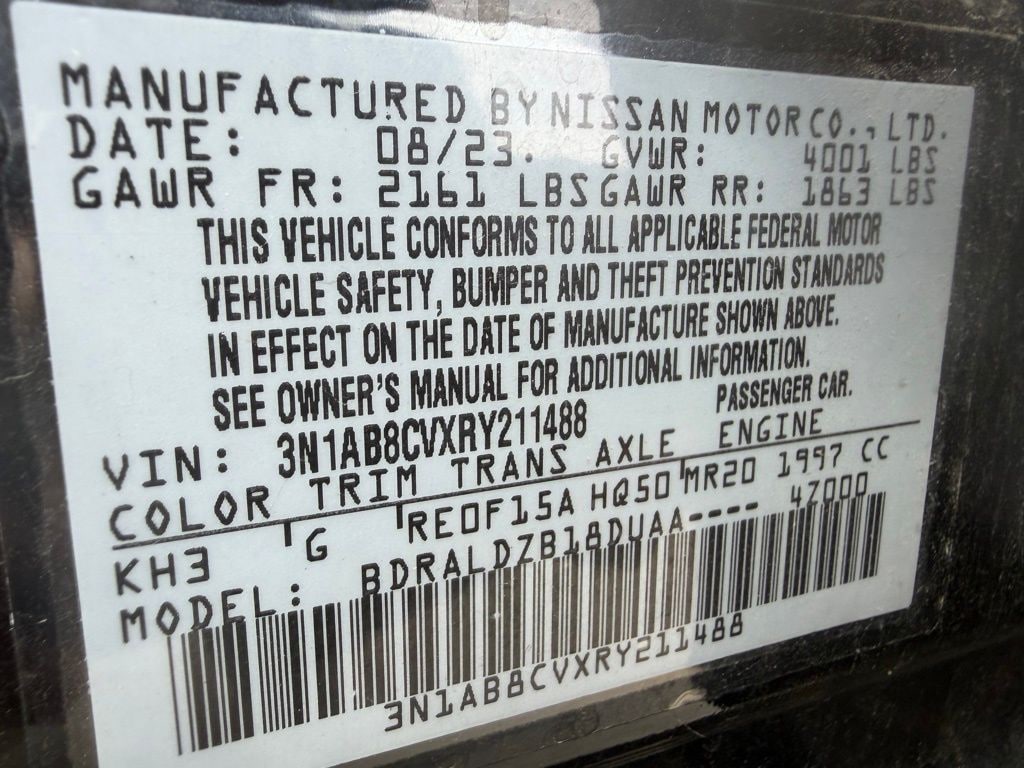 MANUFACTURED BY NISSAN MOTOR CO., LTD.
DATE: 08/23. GVWR: 4001 LBS
GAWR FR: 2161 LBS GAWR RR: 1863 LBS
THIS VEHICLE CONFORMS TO ALL APPLICABLE FEDERAL MOTOR
VEHICLE SAFETY, BUMPER AND THEFT PREVENTION STANDARDS
IN EFFECT ON THE DATE OF MANUFACTURE SHOWN ABOVE.
SEE OWNER'S MANUAL FOR ADDITIONAL INFORMATION.
VIN: 3N1AB8CVXRY211488 PASSENGER CAR.
COLOR TRIM TRANS AXLE ENGINE
KH3 G RE0F15A HQ50 MR20 1997 CC
MODEL: BDRALDZB18DUAA---- 47000
3N1AB8CVXRY211488